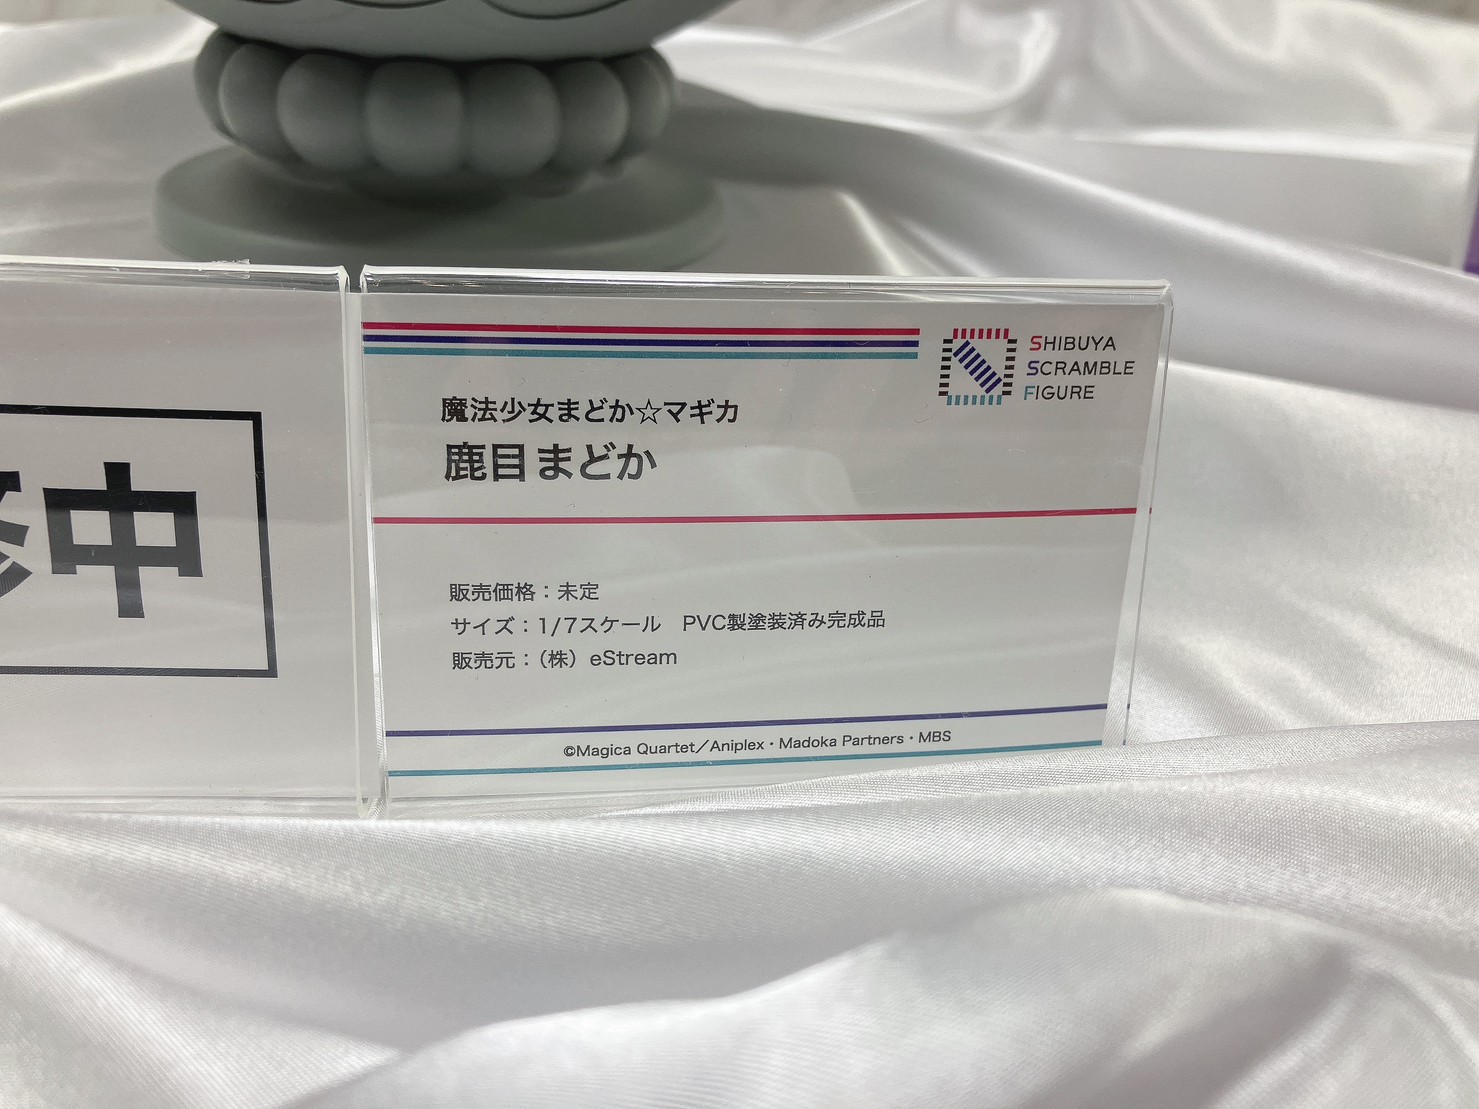 中
SHIBUYA
SCRAMBLE
FIGURE
魔法少女まどか☆マギカ
鹿目まどか
販売価格：未定
サイズ：1/7スケール　PVC製塗装済み完成品
販売元：（株）eStream
©Magica Quartet／Aniplex・Madoka Partners・MBS